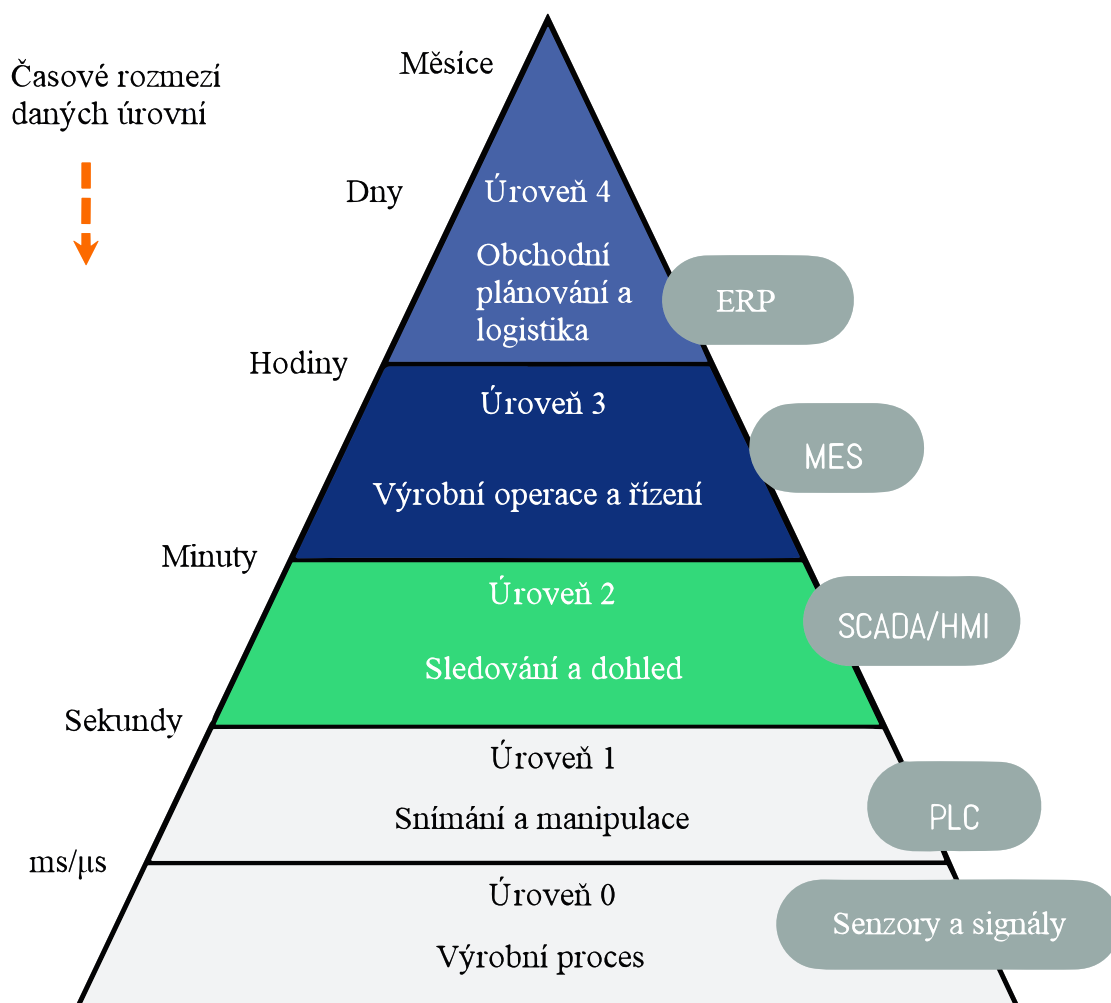 Měsíce
Časové rozmezí
daných úrovní
Dny
Úroveň 4
Obchodní
plánování a
logistika
ERP
Hodiny
Úroveň 3
MES
Výrobní operace a řízení
Minuty
Úroveň 2
SCADA/HMI
Sledování a dohled
Sekundy
Úroveň 1
PLC
Snímání a manipulace
ms/μs
Úroveň 0
Senzory a signály
Výrobní proces